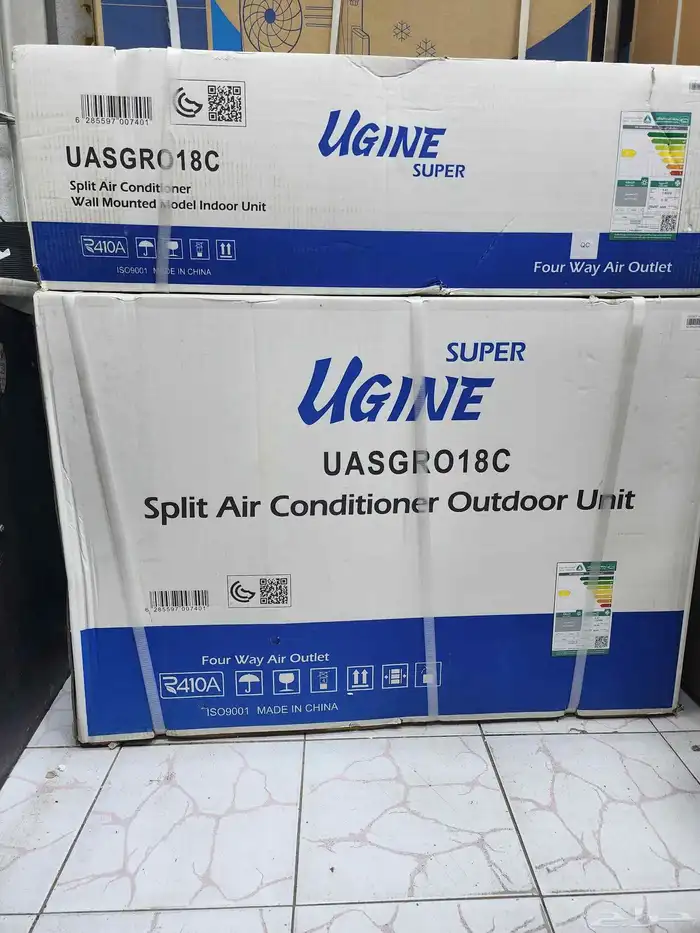 6 285597 007401
UGINE
SUPER
UASGRO18C
Split Air Conditioner
Wall Mounted Model Indoor Unit
R410A
QC
ISO9001 MADE IN CHINA
Four Way Air Outlet
SUPER
UGINE
UASGRO18C
Split Air Conditioner Outdoor Unit
6 285597 007401
Four Way Air Outlet
R410A
ISO9001 MADE IN CHINA
حراج